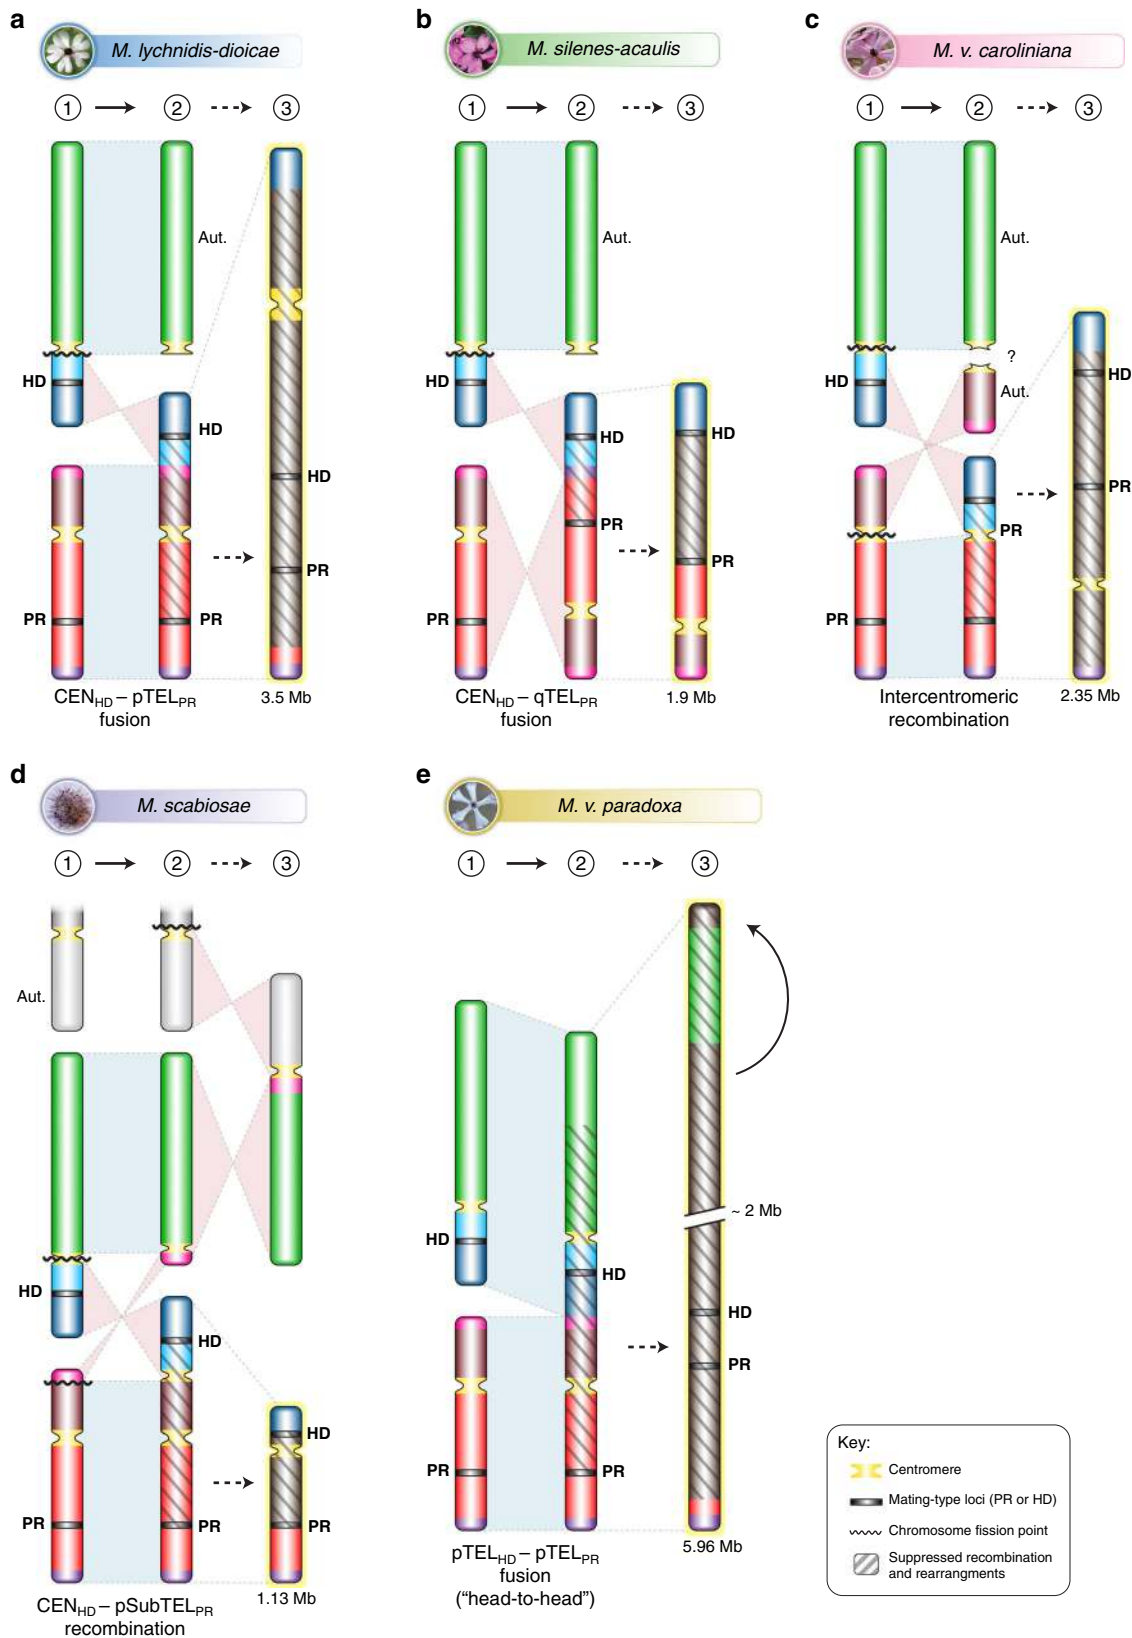 a
M. lychnidis-dioicae
1 2 3
Aut.
HD
HD
HD
PR
PR
PR
CENHD – pTELPR
fusion
3.5 Mb
b
M. silenes-acaulis
1 2 3
Aut.
HD
HD
HD
PR
PR
PR
CENHD – qTELPR
fusion
1.9 Mb
c
M. v. caroliniana
1 2 3
Aut.
?
Aut.
HD
HD
PR
PR
PR
Intercentromeric
recombination
2.35 Mb
d
M. scabiosae
1 2 3
Aut.
HD
HD
HD
PR
PR
PR
CENHD – pSubTELPR
recombination
1.13 Mb
e
M. v. paradoxa
1 2 3
~ 2 Mb
HD
HD
HD
PR
PR
PR
pTELHD – pTELPR
fusion
("head-to-head")
5.96 Mb
Key:
Centromere
Mating-type loci (PR or HD)
Chromosome fission point
Suppressed recombination
and rearrangments